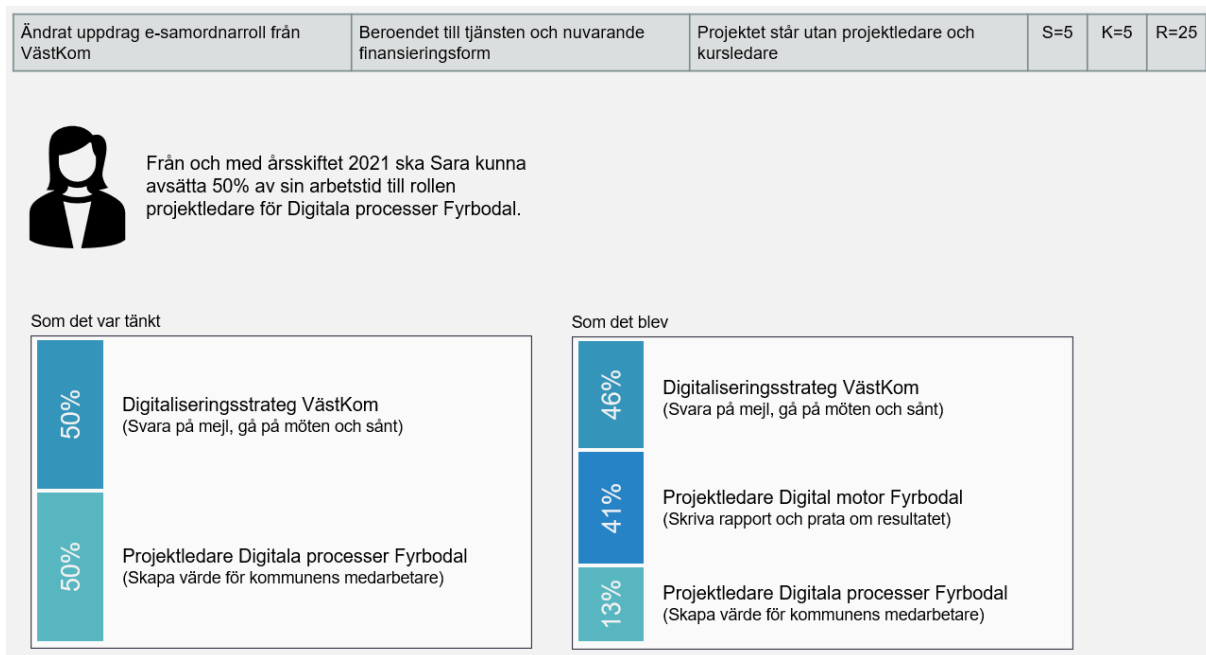 Ändrat uppdrag e-samordnarroll från
VästKom
Beroendet till tjänsten och nuvarande
finansieringsform
Projektet står utan projektledare och
kursledare
S=5
K=5
R=25
Från och med årsskiftet 2021 ska Sara kunna
avsätta 50% av sin arbetstid till rollen
projektledare för Digitala processer Fyrbodal.
Som det var tänkt
50%
Digitaliseringsstrateg VästKom
(Svara på mejl, gå på möten och sånt)
50%
Projektledare Digitala processer Fyrbodal
(Skapa värde för kommunens medarbetare)
Som det blev
46%
Digitaliseringsstrateg VästKom
(Svara på mejl, gå på möten och sånt)
41%
Projektledare Digital motor Fyrbodal
(Skriva rapport och prata om resultatet)
13%
Projektledare Digitala processer Fyrbodal
(Skapa värde för kommunens medarbetare)